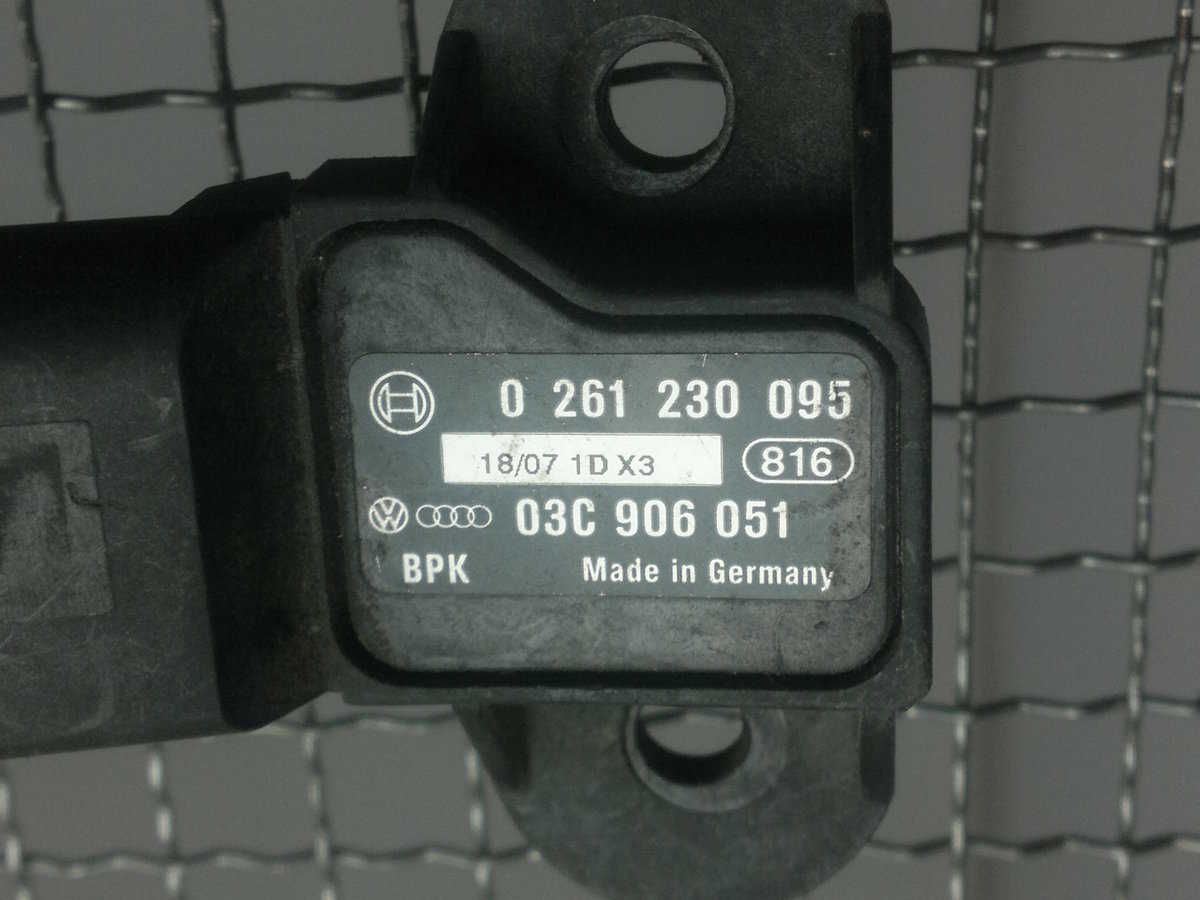 0 261 230 095
18/07 1D X3
816
03C 906 051
BPK
Made in Germany